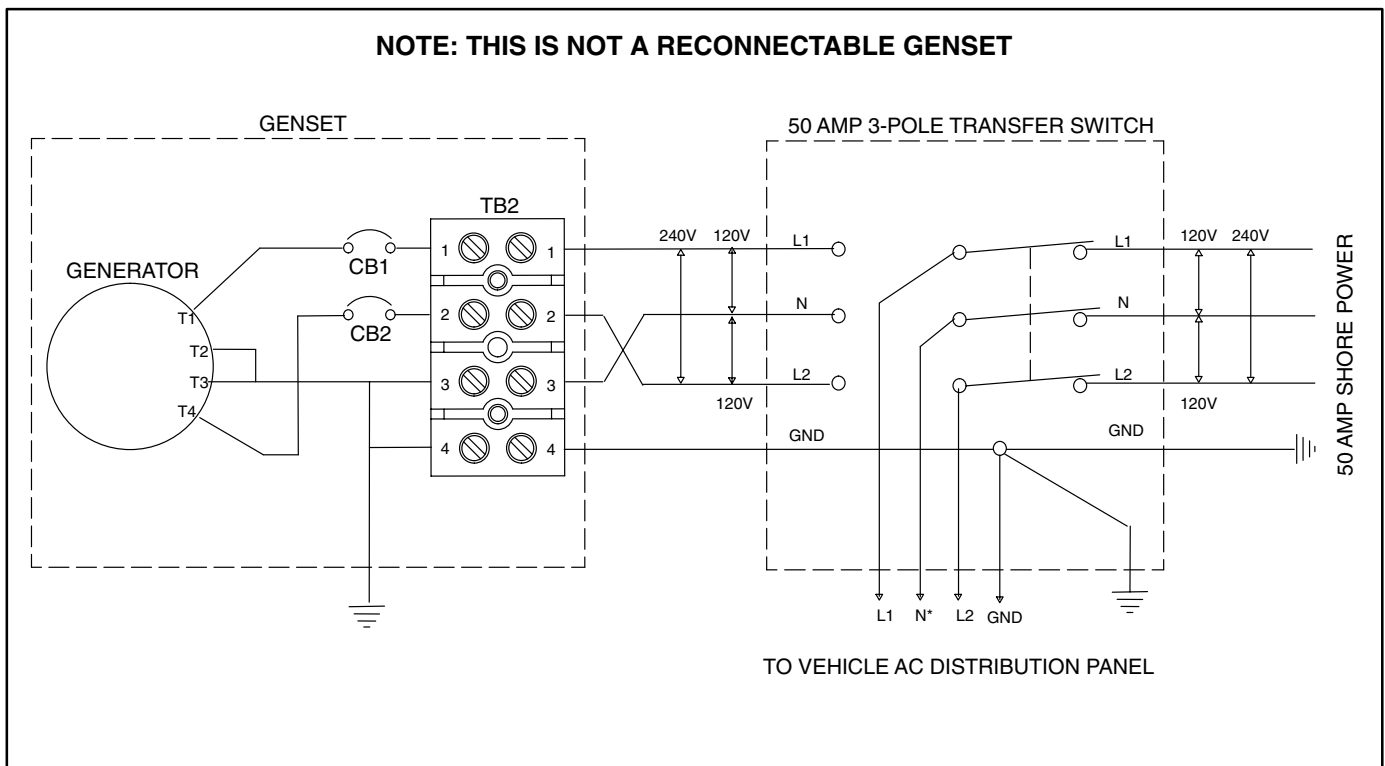 NOTE: THIS IS NOT A RECONNECTABLE GENSET
GENSET
50 AMP 3-POLE TRANSFER SWITCH
TB2
1
1
240V
120V
L1
L1
120V
240V
CB1
GENERATOR
T1
2
2
N
N
CB2
T2
T3
3
3
L2
L2
120V
120V
T4
4
4
GND
GND
50 AMP SHORE POWER
L1
N*
L2
GND
TO VEHICLE AC DISTRIBUTION PANEL